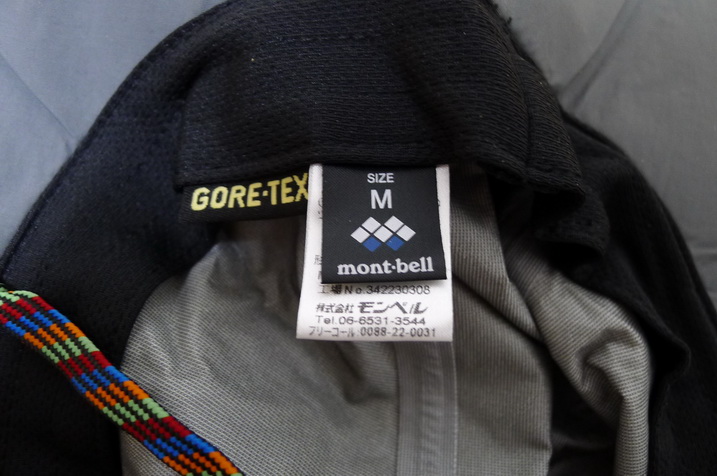 GORE-TEX
SIZE
M
mont-bell
工場No.342230308
株式会社モンベル
Tel.06-6531-3544
フリーコール:0088-22-0031